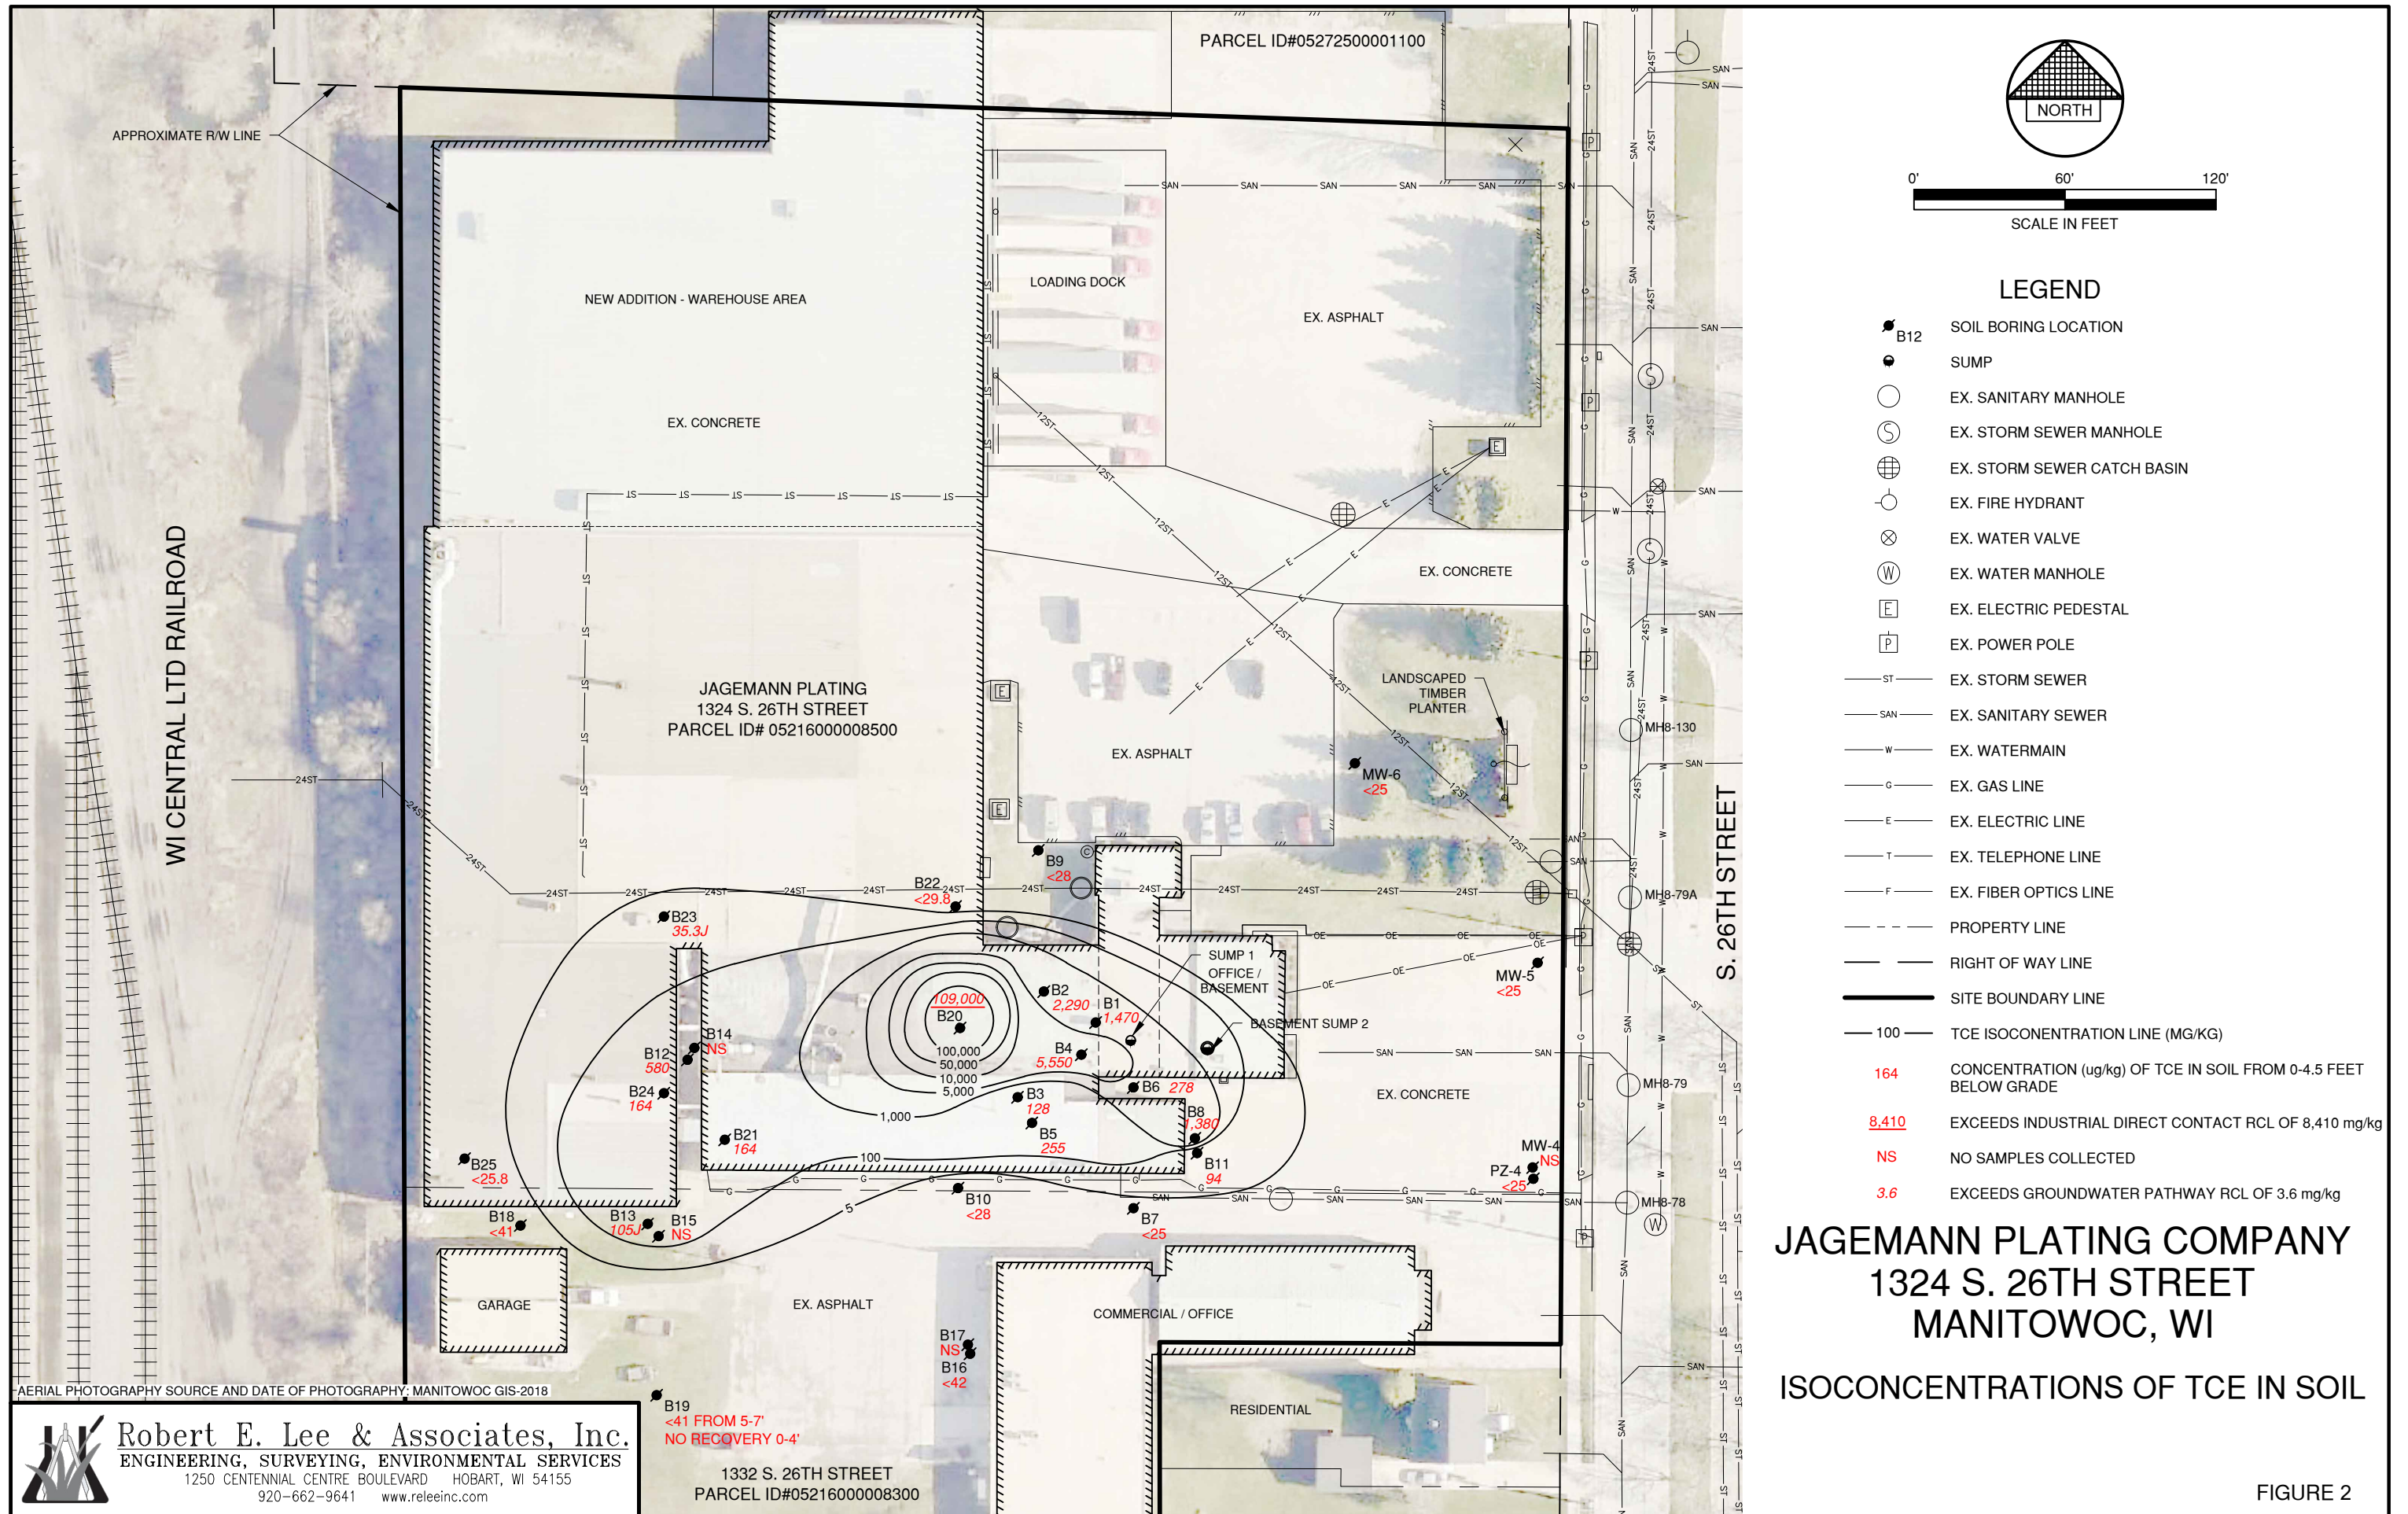 PARCEL ID#05272500001100
APPROXIMATE R/W LINE
NEW ADDITION - WAREHOUSE AREA
LOADING DOCK
EX. ASPHALT
EX. CONCRETE
EX. CONCRETE
WI CENTRAL LTD RAILROAD
JAGEMANN PLATING
1324 S. 26TH STREET
PARCEL ID# 05216000008500
EX. ASPHALT
LANDSCAPED
TIMBER
PLANTER
MW-6
<25
S. 26TH STREET
MH8-130
MH8-79A
MH8-79
MH8-78
B9
<28
B22
<29.8
B23
35.3J
SUMP 1
OFFICE /
BASEMENT
BASEMENT SUMP 2
MW-5
<25
109,000
B20
B2
2,290
B1
1,470
B4
5,550
B14
NS
B12
580
B24
164
100,000
50,000
10,000
5,000
1,000
100
5
B6 278
B3
128
B5
255
B8
1,380
B11
94
B21
164
B25
<25.8
B10
<28
B7
<25
EX. CONCRETE
MW-4
NS
PZ-4
<25
B18
<41
B13
105J
B15
NS
GARAGE
EX. ASPHALT
COMMERCIAL / OFFICE
B17
NS
B16
<42
B19
<41 FROM 5-7'
NO RECOVERY 0-4'
RESIDENTIAL
1332 S. 26TH STREET
PARCEL ID#05216000008300
AERIAL PHOTOGRAPHY SOURCE AND DATE OF PHOTOGRAPHY: MANITOWOC GIS-2018
Robert E. Lee & Associates, Inc.
ENGINEERING, SURVEYING, ENVIRONMENTAL SERVICES
1250 CENTENNIAL CENTRE BOULEVARD HOBART, WI 54155
920-662-9641 www.releeinc.com
NORTH
0' 60' 120'
SCALE IN FEET
LEGEND
B12 SOIL BORING LOCATION
SUMP
EX. SANITARY MANHOLE
S EX. STORM SEWER MANHOLE
EX. STORM SEWER CATCH BASIN
EX. FIRE HYDRANT
EX. WATER VALVE
W EX. WATER MANHOLE
E EX. ELECTRIC PEDESTAL
P EX. POWER POLE
ST EX. STORM SEWER
SAN EX. SANITARY SEWER
W EX. WATERMAIN
G EX. GAS LINE
E EX. ELECTRIC LINE
T EX. TELEPHONE LINE
F EX. FIBER OPTICS LINE
PROPERTY LINE
RIGHT OF WAY LINE
SITE BOUNDARY LINE
100 TCE ISOCONENTRATION LINE (MG/KG)
164 CONCENTRATION (ug/kg) OF TCE IN SOIL FROM 0-4.5 FEET
BELOW GRADE
8,410 EXCEEDS INDUSTRIAL DIRECT CONTACT RCL OF 8,410 mg/kg
NS NO SAMPLES COLLECTED
3.6 EXCEEDS GROUNDWATER PATHWAY RCL OF 3.6 mg/kg
JAGEMANN PLATING COMPANY
1324 S. 26TH STREET
MANITOWOC, WI
ISOCONCENTRATIONS OF TCE IN SOIL
FIGURE 2